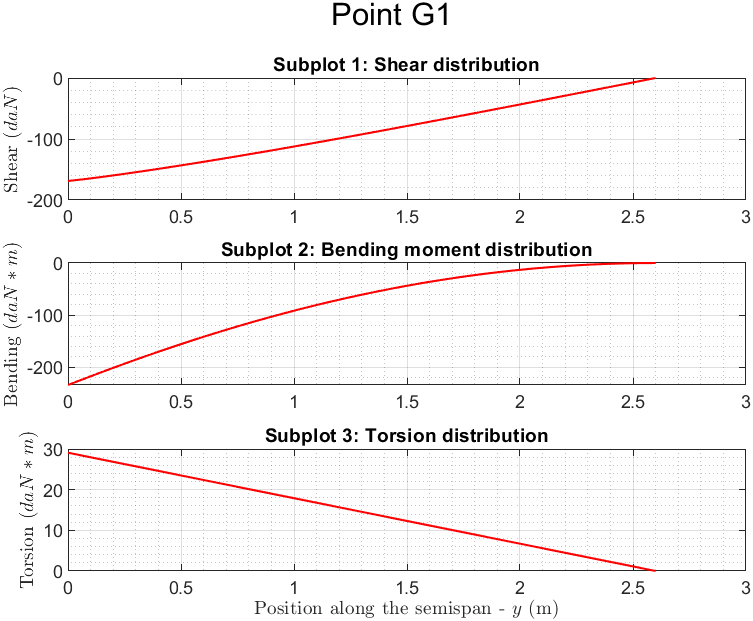 Point G1
Subplot 1: Shear distribution
Shear (daN)
0
-100
-200
0 0.5 1 1.5 2 2.5 3
Subplot 2: Bending moment distribution
Bending (daN * m)
0
-100
-200
0 0.5 1 1.5 2 2.5 3
Subplot 3: Torsion distribution
Torsion (daN * m)
30
20
10
0
0 0.5 1 1.5 2 2.5 3
Position along the semispan - y (m)